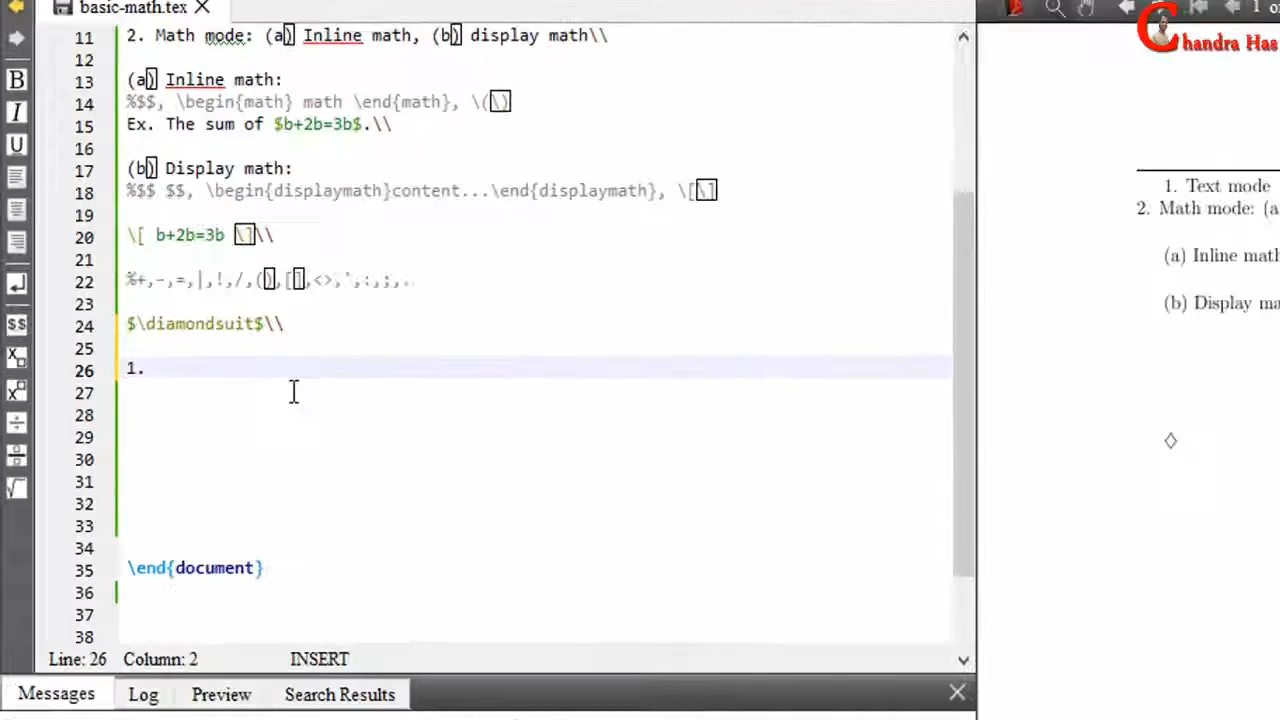 basic-math.tex
11 2. Math mode: (a) Inline math, (b) display math\\
12
13 (a) Inline math:
14 %$$, \begin{math} math \end{math}, \(\)
15 Ex. The sum of $b+2b=3b$.\\
16
17 (b) Display math:
18 %$$ $$, \begin{displaymath}content...\end{displaymath}, \[\]
19
20 \[ b+2b=3b \]\\
21
22 %+,-,=,|,!,/,(),[],<>,
23
24 $\diamondsuit$\\
25
26 1.
27
28
29
30
31
32
33
34
35 \end{document}
36
37
38
Line: 26 Column: 2 INSERT
Messages Log Preview Search Results
B
I
U
$$
1
Chandra Has
1. Text mode
2. Math mode: (a
(a) Inline math
(b) Display ma
◇